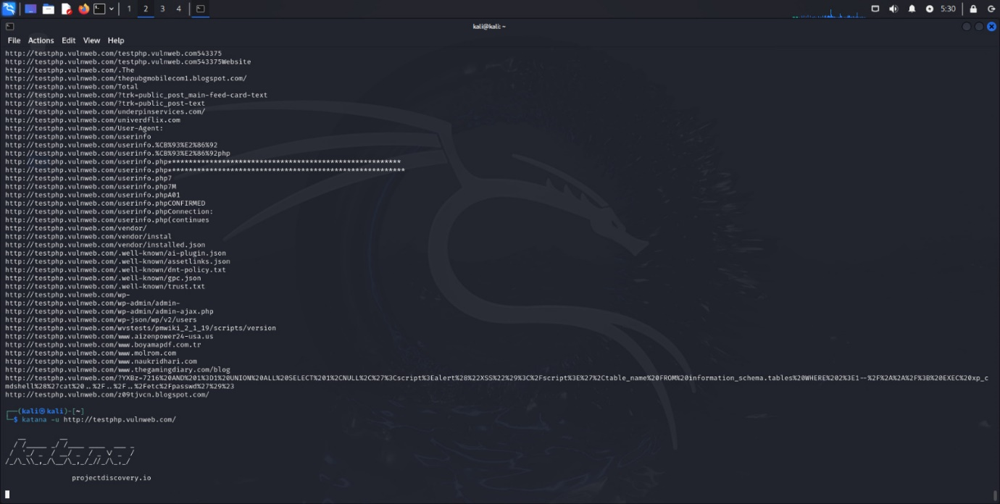 1 2 3 4 5:30
kali@kali: ~
File Actions Edit View Help
http://testphp.vulnweb.com/testphp.vulnweb.com543375
http://testphp.vulnweb.com/testphp.vulnweb.com543375Website
http://testphp.vulnweb.com/.The
http://testphp.vulnweb.com/thepubgmobilecom1.blogspot.com/
http://testphp.vulnweb.com/Total
http://testphp.vulnweb.com/?trk=public_post_main-feed-card-text
http://testphp.vulnweb.com/?trk=public_post-text
http://testphp.vulnweb.com/underpinservices.com/
http://testphp.vulnweb.com/univerdflix.com
http://testphp.vulnweb.com/User-Agent:
http://testphp.vulnweb.com/userinfo
http://testphp.vulnweb.com/userinfo.%CB%93%E2%86%92
http://testphp.vulnweb.com/userinfo.%CB%93%E2%86%92php
http://testphp.vulnweb.com/userinfo.php********************************************************
http://testphp.vulnweb.com/userinfo.php*********************************************************
http://testphp.vulnweb.com/userinfo.php7
http://testphp.vulnweb.com/userinfo.php7M
http://testphp.vulnweb.com/userinfo.phpA01
http://testphp.vulnweb.com/userinfo.phpCONFIRMED
http://testphp.vulnweb.com/userinfo.phpConnection:
http://testphp.vulnweb.com/userinfo.php(continues
http://testphp.vulnweb.com/vendor/
http://testphp.vulnweb.com/vendor/instal
http://testphp.vulnweb.com/vendor/installed.json
http://testphp.vulnweb.com/.well-known/ai-plugin.json
http://testphp.vulnweb.com/.well-known/assetlinks.json
http://testphp.vulnweb.com/.well-known/dnt-policy.txt
http://testphp.vulnweb.com/.well-known/gpc.json
http://testphp.vulnweb.com/.well-known/trust.txt
http://testphp.vulnweb.com/wp-
http://testphp.vulnweb.com/wp-admin/admin-
http://testphp.vulnweb.com/wp-admin/admin-ajax.php
http://testphp.vulnweb.com/wp-json/wp/v2/users
http://testphp.vulnweb.com/wvstests/pmwiki_2_1_19/scripts/version
http://testphp.vulnweb.com/www.aizenpower24-usa.us
http://testphp.vulnweb.com/www.boyamapdf.com.tr
http://testphp.vulnweb.com/www.molrom.com
http://testphp.vulnweb.com/www.naukridhari.com
http://testphp.vulnweb.com/www.thegamingdiary.com/blog
http://testphp.vulnweb.com/?YXBz=7216%20AND%201%3D1%20UNION%20ALL%20SELECT%201%2CNULL%2C%27%3Cscript%3Ealert%28%22XSS%22%29%3C%2Fscript%3E%27%2Ctable_name%20FROM%20information_schema.tables%20WHERE%202%3E1--%2F%2A%2A%2F%3B%20EXEC%20xp_c
mdshell%28%27cat%20..%2F..%2F..%2Fetc%2Fpasswd%27%29%23
http://testphp.vulnweb.com/z09tjvcn.blogspot.com/
┌──(kali㉿kali)-[~]
└─$ katana -u http://testphp.vulnweb.com/
katana
projectdiscovery.io